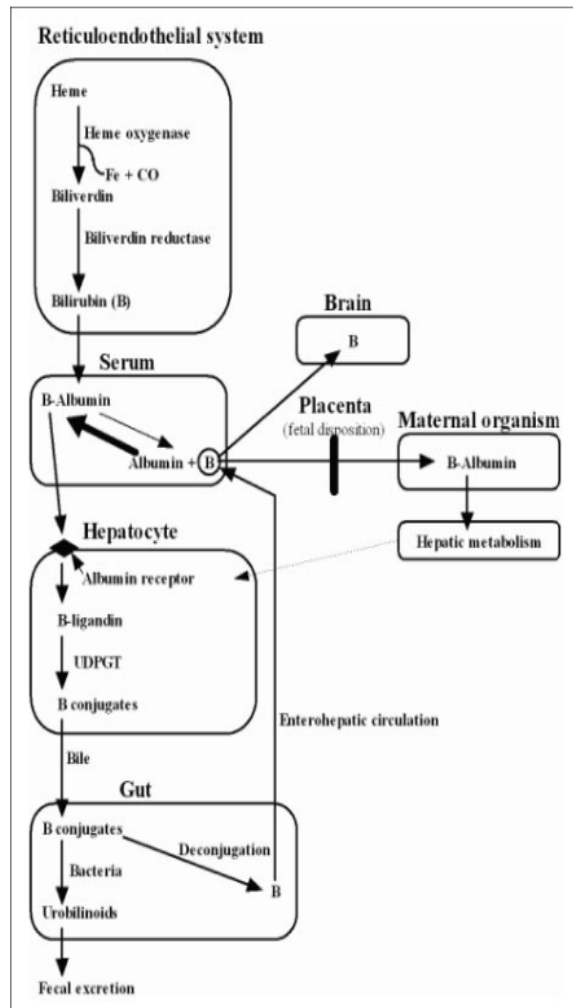 Reticuloendothelial system
Heme
Heme oxygenase
Fe + CO
Biliverdin
Biliverdin reductase
Bilirubin (B)
Brain
B
Serum
B-Albumin
Albumin + B
Placenta
(fetal disposition)
Maternal organism
B-Albumin
Hepatic metabolism
Hepatocyte
Albumin receptor
B-ligandin
UDPGT
B conjugates
Enterohepatic circulation
Bile
Gut
B conjugates
Deconjugation
Bacteria
B
Urobilinoids
Fecal excretion